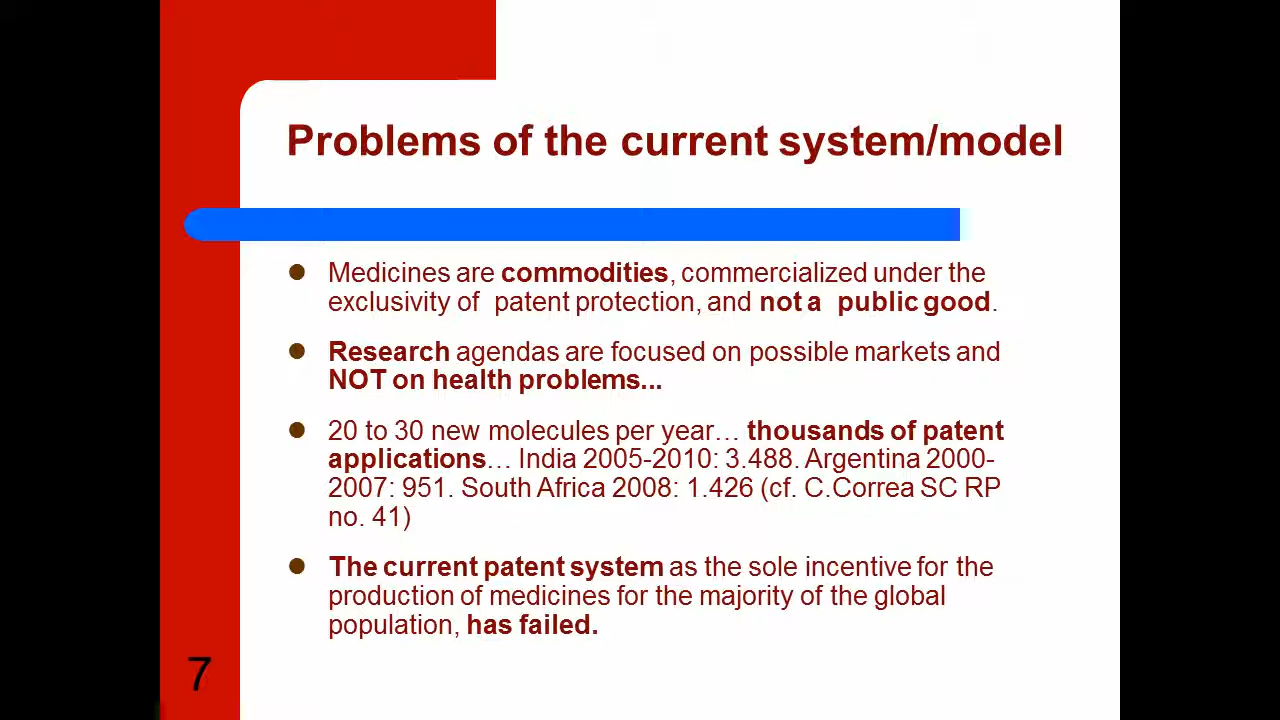 Problems of the current system/model
Medicines are commodities, commercialized under the
exclusivity of patent protection, and not a public good.
Research agendas are focused on possible markets and
NOT on health problems...
20 to 30 new molecules per year… thousands of patent
applications… India 2005-2010: 3.488. Argentina 2000-
2007: 951. South Africa 2008: 1.426 (cf. C.Correa SC RP
no. 41)
The current patent system as the sole incentive for the
production of medicines for the majority of the global
population, has failed.
7